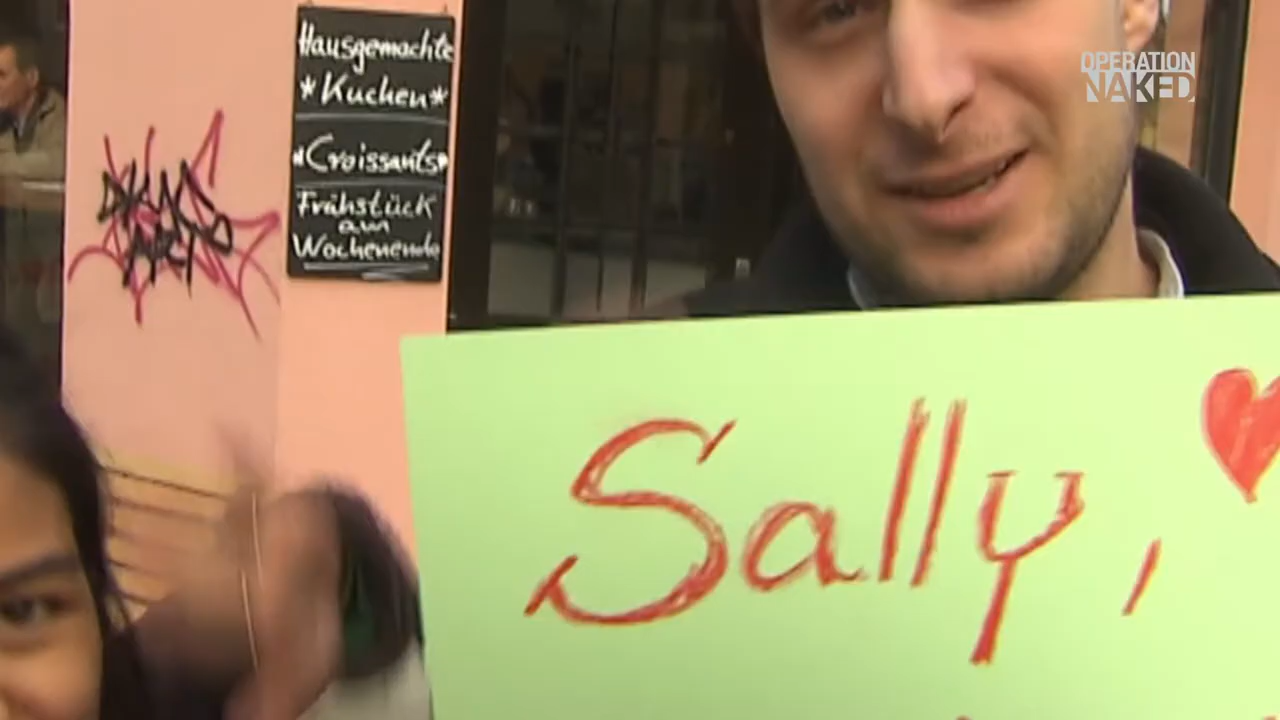 Hausgemachte
*Kuchen*
*Croissants*
Frühstück
am
Wochenende
OPERATION
NAKED
Sally,